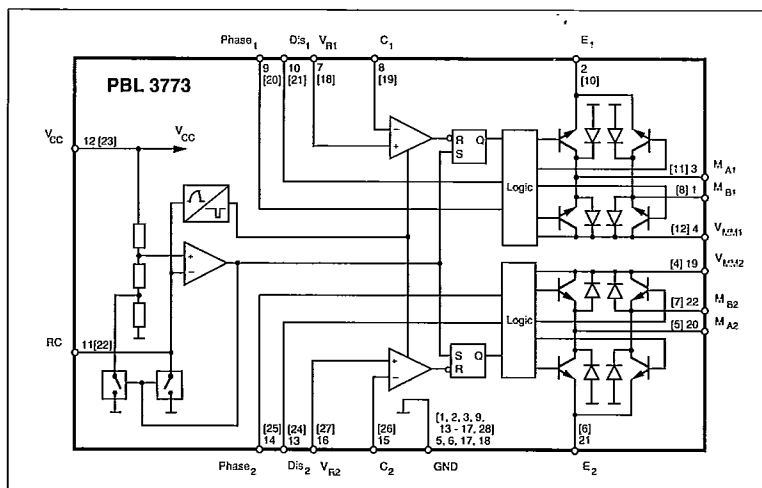 Phase1 Dis1 VR1 C1 E1
9 10 7 8 2
[20] [21] [18] [19] [10]
PBL 3773
VCC 12 [23] VCC
− +
R Q
S
Logic
[11] 3 MA1
[8] 1 MB1
[12] 4 VMM1
+ −
[4] 19 VMM2
[7] 22 MB2
[5] 20 MA2
Logic
S Q
R
+ −
RC 11 [22]
[1, 2, 3, 9,
13 - 17, 28]
5, 6, 17, 18
[25] [24] [27] [26] [6]
14 13 16 15 21
Phase2 Dis2 VR2 C2 GND E2